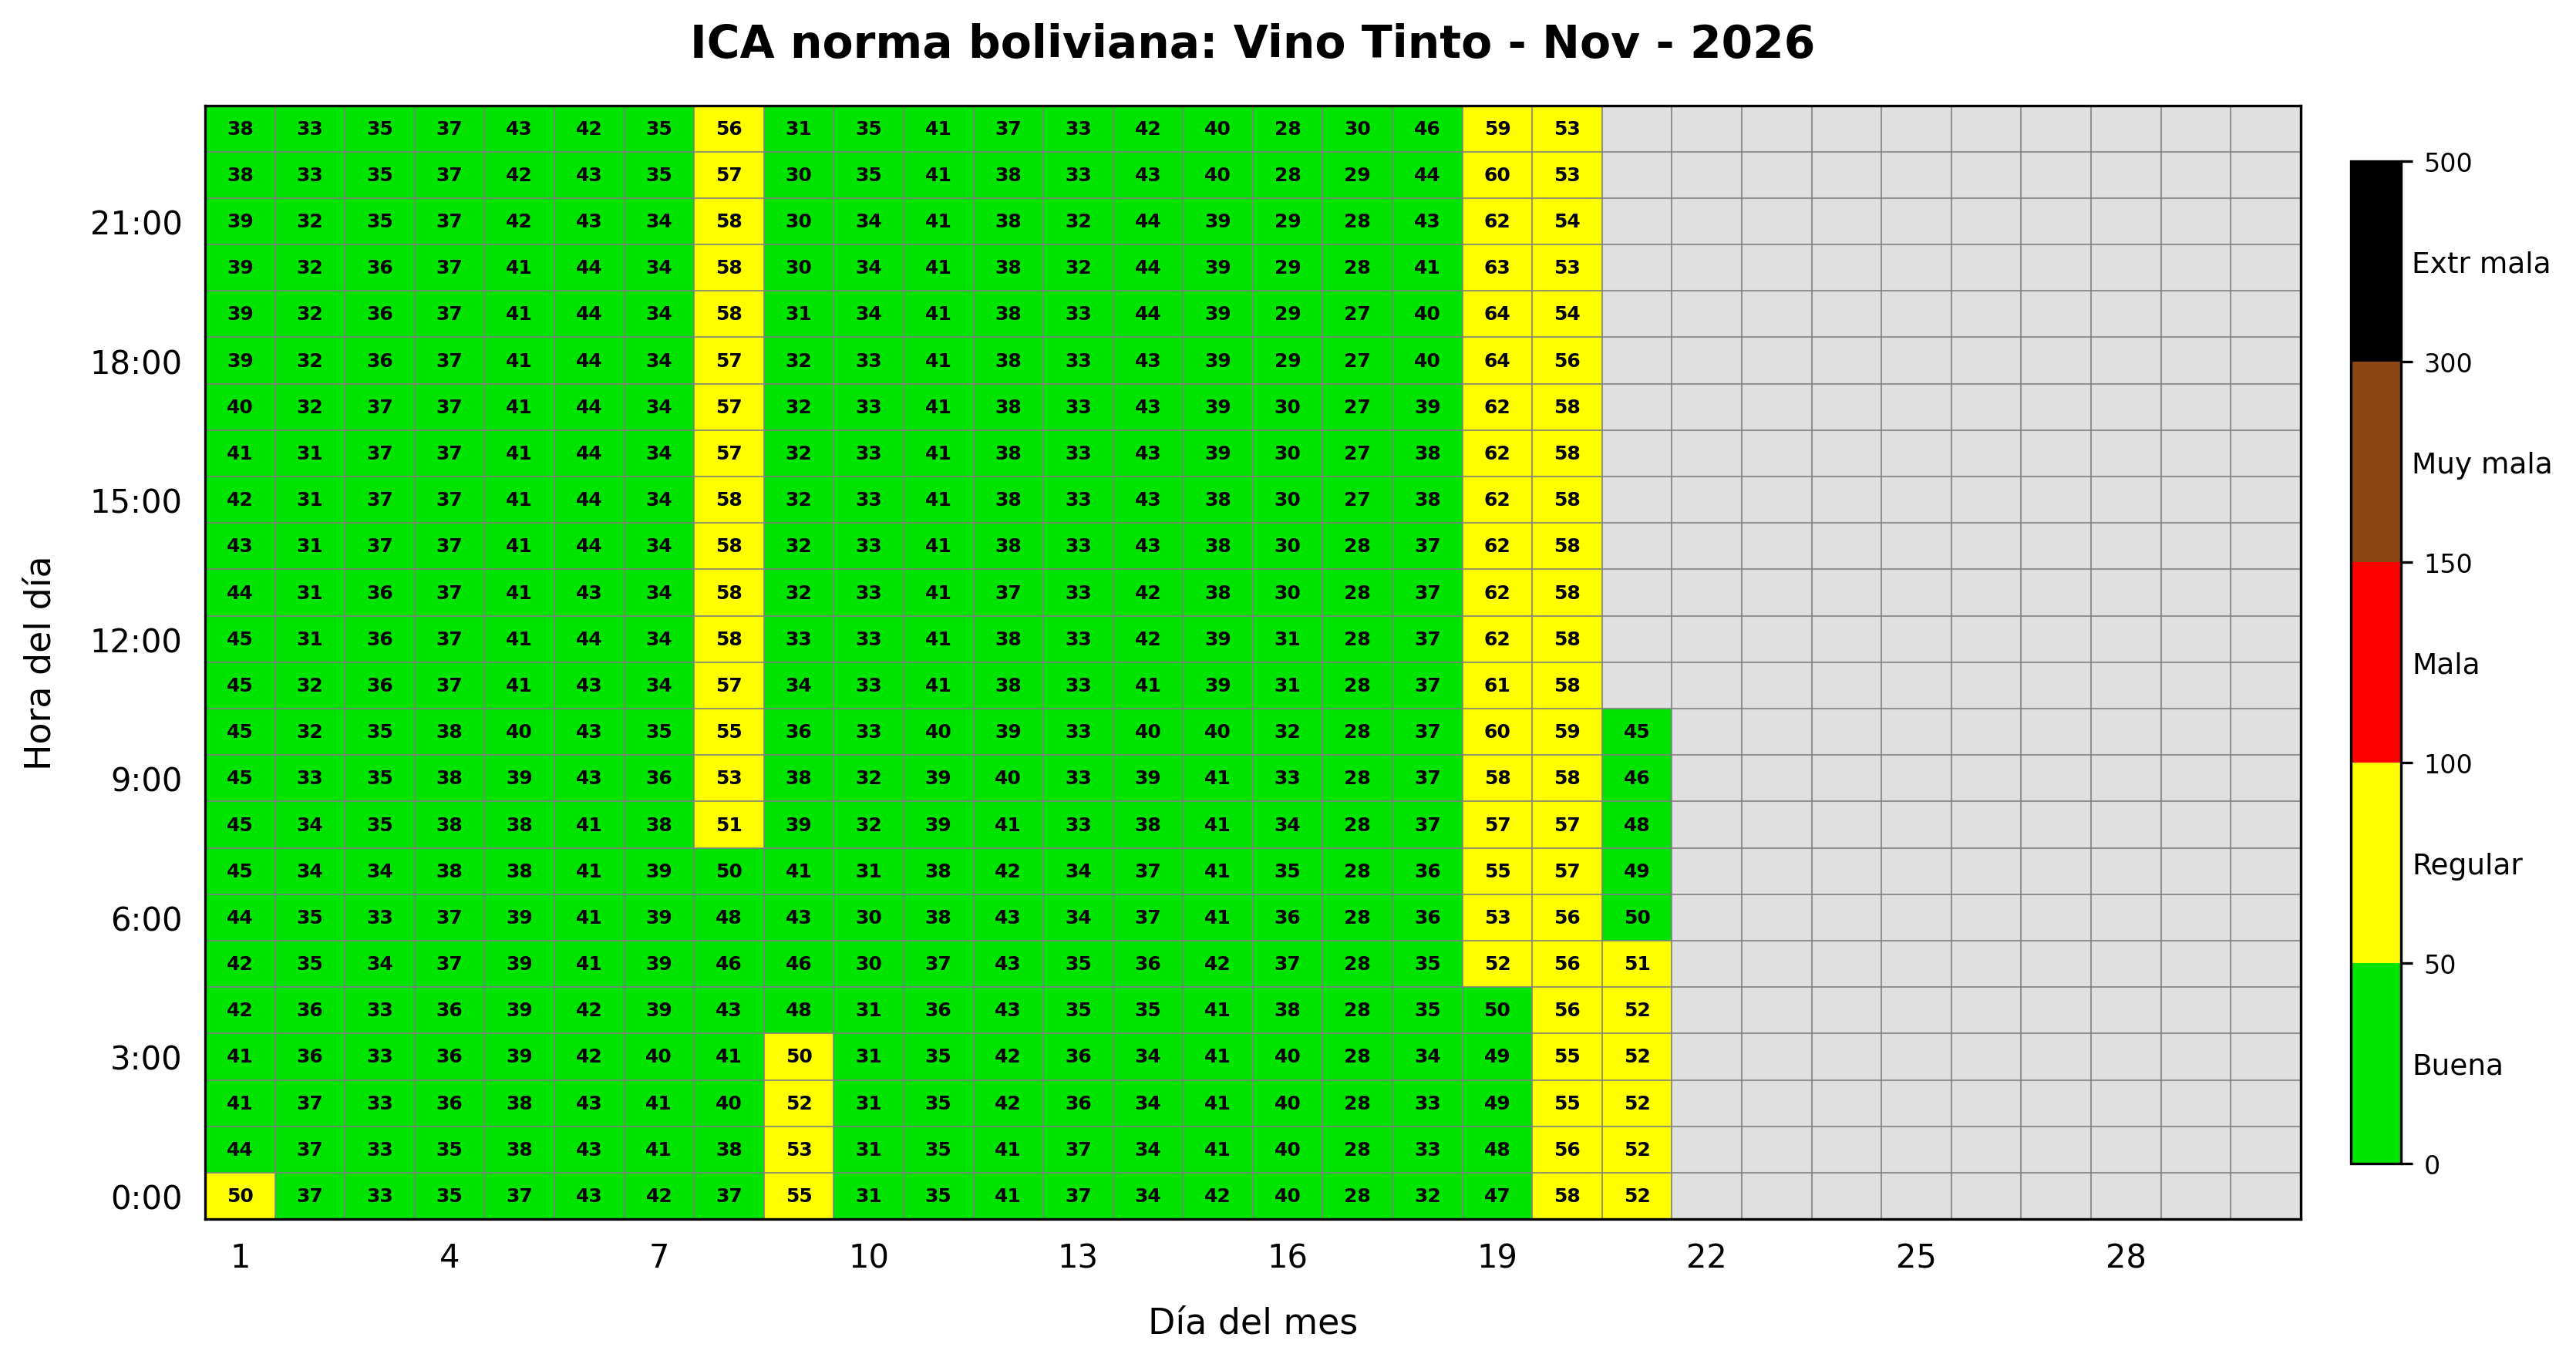 ICA norma boliviana: Vino Tinto - Nov - 2026
38 33 35 37 43 42 35 56 31 35 41 37 33 42 40 28 30 46 59 53
38 33 35 37 42 43 35 57 30 35 41 38 33 43 40 28 29 44 60 53
21:00 39 32 35 37 42 43 34 58 30 34 41 38 32 44 39 29 28 43 62 54
39 32 36 37 41 44 34 58 30 34 41 38 32 44 39 29 28 41 63 53
39 32 36 37 41 44 34 58 31 34 41 38 33 44 39 29 27 40 64 54
18:00 39 32 36 37 41 44 34 57 32 33 41 38 33 43 39 29 27 40 64 56
40 32 37 37 41 44 34 57 32 33 41 38 33 43 39 30 27 39 62 58
41 31 37 37 41 44 34 57 32 33 41 38 33 43 39 30 27 38 62 58
15:00 42 31 37 37 41 44 34 58 32 33 41 38 33 43 38 30 27 38 62 58
43 31 37 37 41 44 34 58 32 33 41 38 33 43 38 30 28 37 62 58
44 31 36 37 41 43 34 58 32 33 41 37 33 42 38 30 28 37 62 58
12:00 45 31 36 37 41 44 34 58 33 33 41 38 33 42 39 31 28 37 62 58
45 32 36 37 41 43 34 57 34 33 41 38 33 41 39 31 28 37 61 58
45 32 35 38 40 43 35 55 36 33 40 39 33 40 40 32 28 37 60 59 45
9:00 45 33 35 38 39 43 36 53 38 32 39 40 33 39 41 33 28 37 58 58 46
45 34 35 38 38 41 38 51 39 32 39 41 33 38 41 34 28 37 57 57 48
45 34 34 38 38 41 39 50 41 31 38 42 34 37 41 35 28 36 55 57 49
6:00 44 35 33 37 39 41 39 48 43 30 38 43 34 37 41 36 28 36 53 56 50
42 35 34 37 39 41 39 46 46 30 37 43 35 36 42 37 28 35 52 56 51
42 36 33 36 39 42 39 43 48 31 36 43 35 35 41 38 28 35 50 56 52
3:00 41 36 33 36 39 42 40 41 50 31 35 42 36 34 41 40 28 34 49 55 52
41 37 33 36 38 43 41 40 52 31 35 42 36 34 41 40 28 33 49 55 52
44 37 33 35 38 43 41 38 53 31 35 41 37 34 41 40 28 33 48 56 52
0:00 50 37 33 35 37 43 42 37 55 31 35 41 37 34 42 40 28 32 47 58 52
1 4 7 10 13 16 19 22 25 28
Día del mes
Hora del día
500
Extr mala
300
Muy mala
150
Mala
100
Regular
50
Buena
0